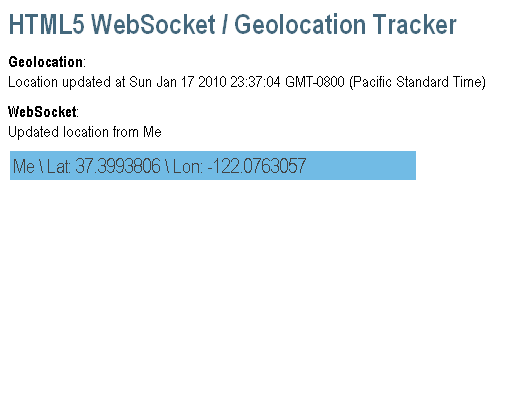 HTML5 WebSocket / Geolocation Tracker
Geolocation:
Location updated at Sun Jan 17 2010 23:37:04 GMT-0800 (Pacific Standard Time)
WebSocket:
Updated location from Me
Me \ Lat: 37.3993806 \ Lon: -122.0763057